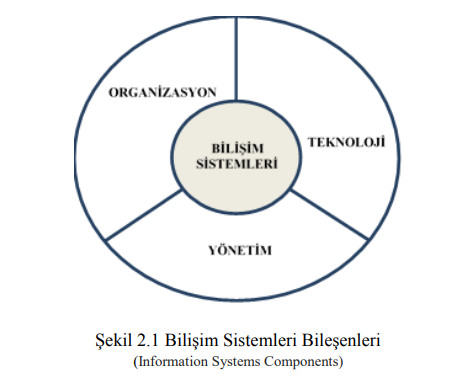 ORGANİZASYON
TEKNOLOJİ
BİLİŞİM
SİSTEMLERİ
YÖNETİM
Şekil 2.1 Bilişim Sistemleri Bileşenleri
(Information Systems Components)